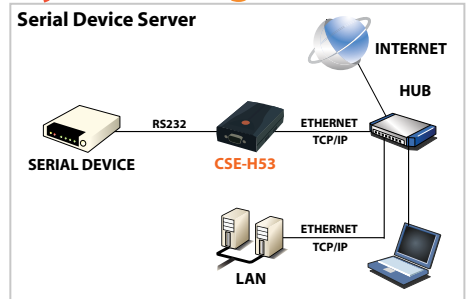 Serial Device Server
INTERNET
HUB
RS232
ETHERNET
TCP/IP
SERIAL DEVICE
CSE-H53
ETHERNET
TCP/IP
LAN